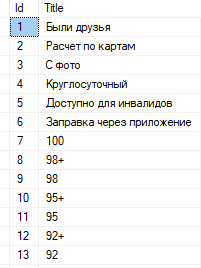 Id Title
1 Были друзья
2 Расчет по картам
3 С фото
4 Круглосуточный
5 Доступно для инвалидов
6 Заправка через приложение
7 100
8 98+
9 98
10 95+
11 95
12 92+
13 92